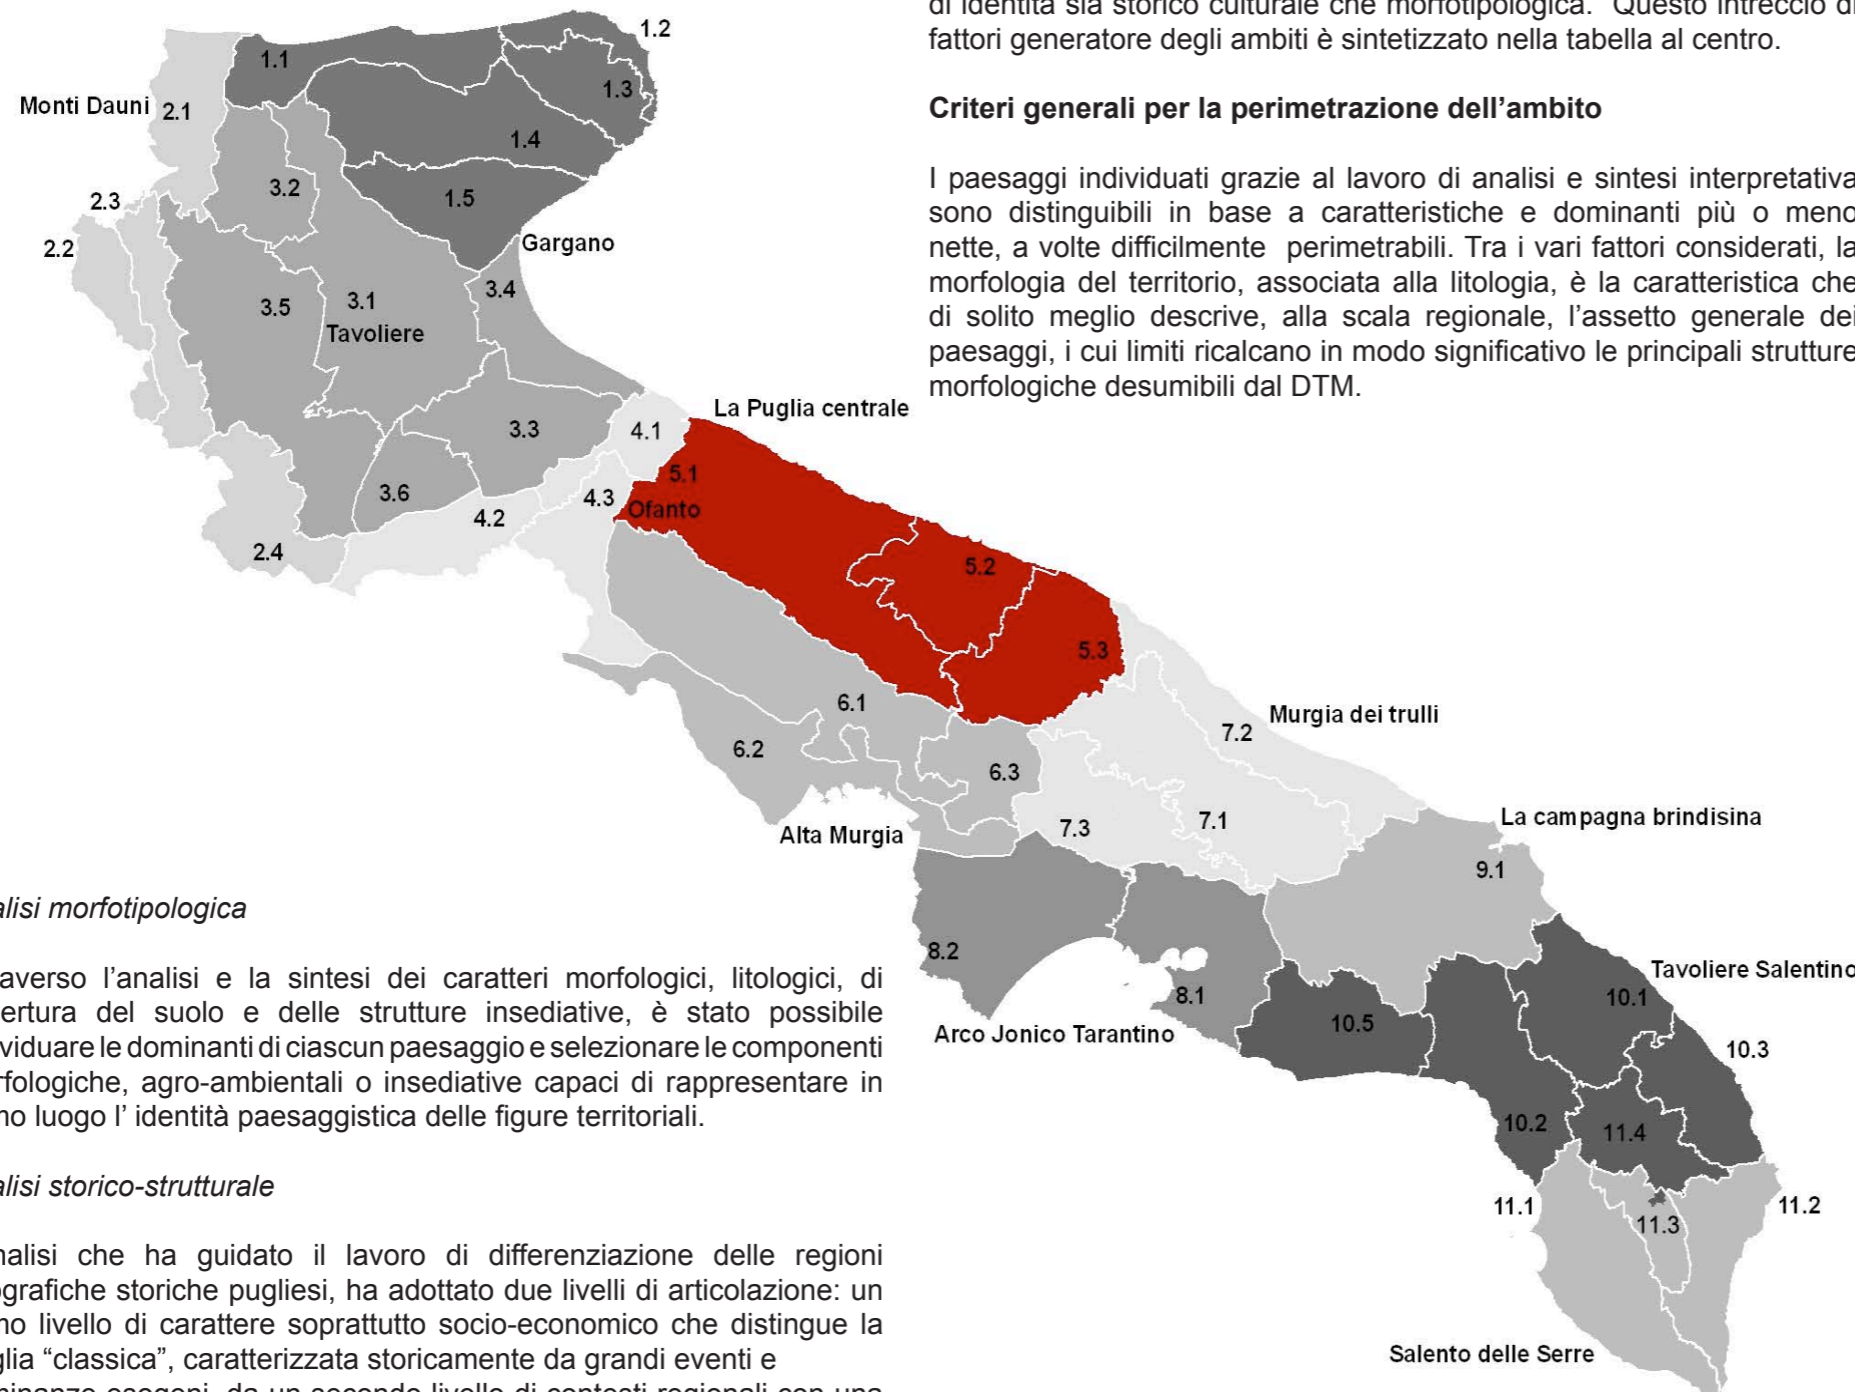 di identità sia storico culturale che morfotipologica. Questo intreccio di
fattori generatore degli ambiti è sintetizzato nella tabella al centro.
Criteri generali per la perimetrazione dell’ambito
I paesaggi individuati grazie al lavoro di analisi e sintesi interpretativa
sono distinguibili in base a caratteristiche e dominanti più o meno
nette, a volte difficilmente perimetrabili. Tra i vari fattori considerati, la
morfologia del territorio, associata alla litologia, è la caratteristica che
di solito meglio descrive, alla scala regionale, l’assetto generale dei
paesaggi, i cui limiti ricalcano in modo significativo le principali strutture
morfologiche desumibili dal DTM.
1.2
1.1
1.3
Monti Dauni
2.1
1.4
3.2
1.5
2.3
2.2
Gargano
3.4
3.5
3.1
Tavoliere
La Puglia centrale
3.3
4.1
5.1
3.6
4.3
Ofanto
4.2
2.4
5.2
5.3
6.1
Murgia dei trulli
7.2
6.2
6.3
Alta Murgia
7.3
7.1
La campagna brindisina
9.1
8.2
Tavoliere Salentino
8.1
10.1
Arco Jonico Tarantino
10.5
10.3
10.2
11.4
11.1
11.3
11.2
Salento delle Serre
alisi morfotipologica
averso l’analisi e la sintesi dei caratteri morfologici, litologici, di
ertura del suolo e delle strutture insediative, è stato possibile
viduare le dominanti di ciascun paesaggio e selezionare le componenti
rfologiche, agro-ambientali o insediative capaci di rappresentare in
no luogo l’ identità paesaggistica delle figure territoriali.
alisi storico-strutturale
nalisi che ha guidato il lavoro di differenziazione delle regioni
ografiche storiche pugliesi, ha adottato due livelli di articolazione: un
no livello di carattere soprattutto socio-economico che distingue la
glia “classica”, caratterizzata storicamente da grandi eventi e
minanze esogeni, da un secondo livello di contesti regionali con una